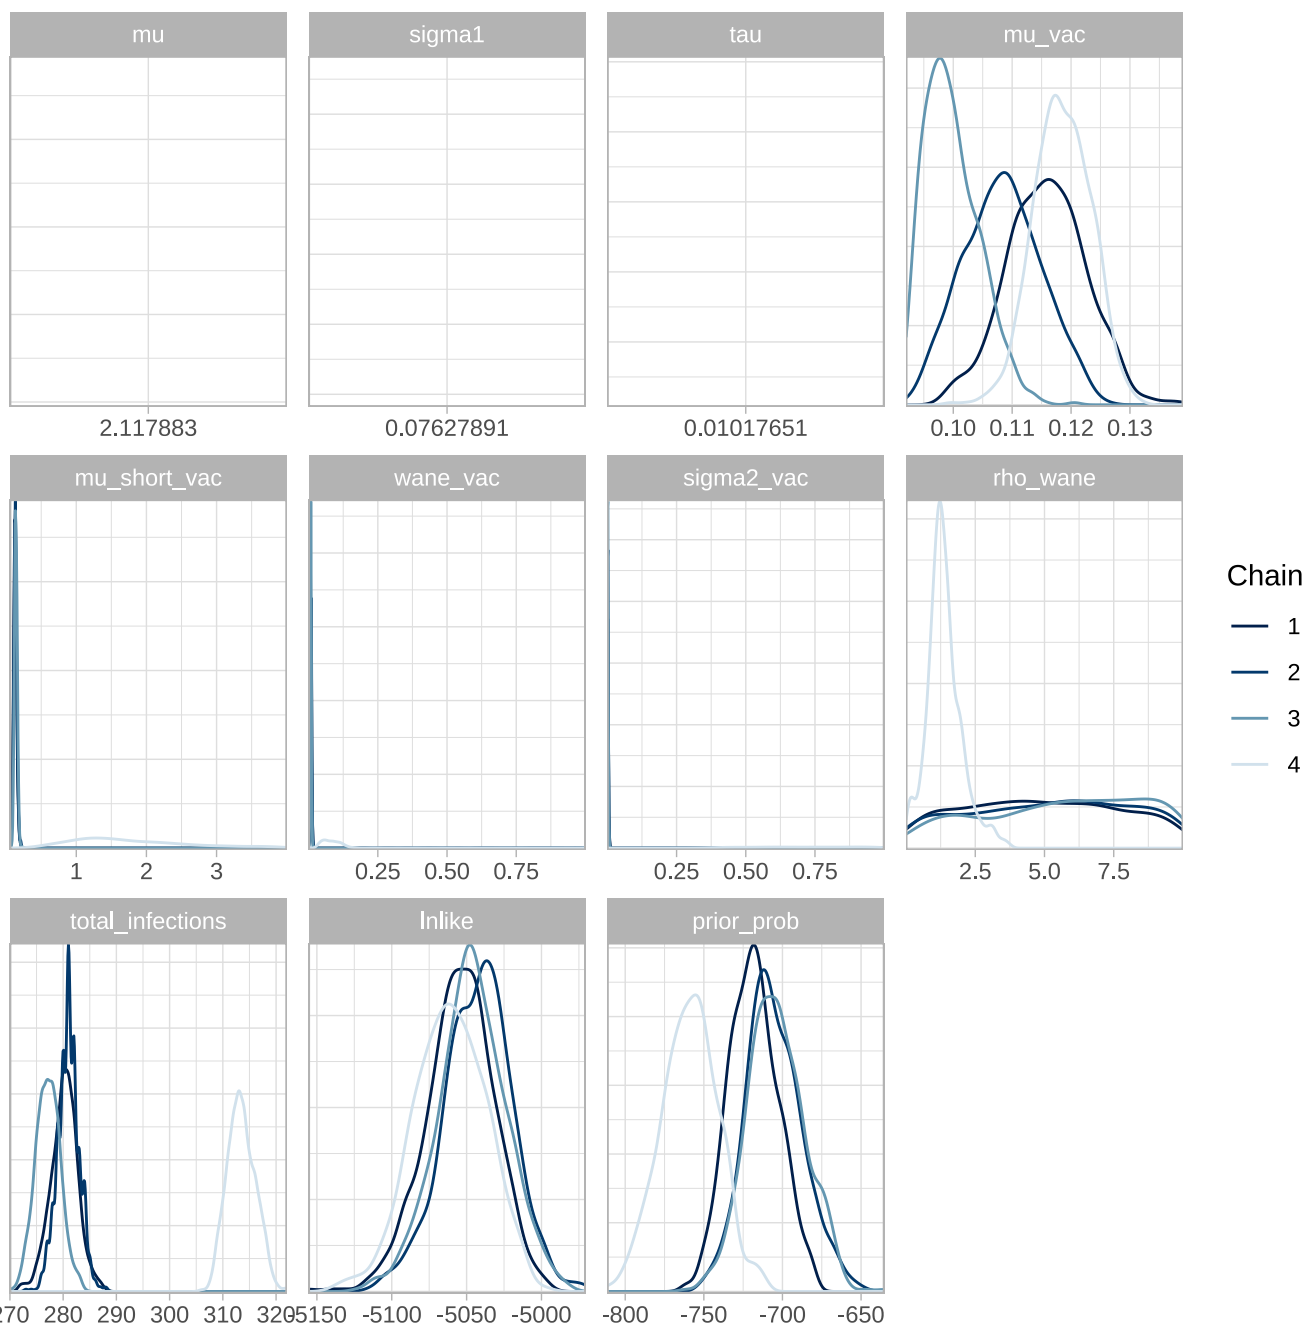 mu sigma1 tau mu_vac
2.117883 0.07627891 0.01017651 0.10 0.11 0.12 0.13
mu_short_vac wane_vac sigma2_vac rho_wane
1 2 3 0.25 0.50 0.75 0.25 0.50 0.75 2.5 5.0 7.5
Chain
1
2
3
4
total_infections lnlike prior_prob
270 280 290 300 310 320 -5150 -5100 -5050 -5000 -800 -750 -700 -650